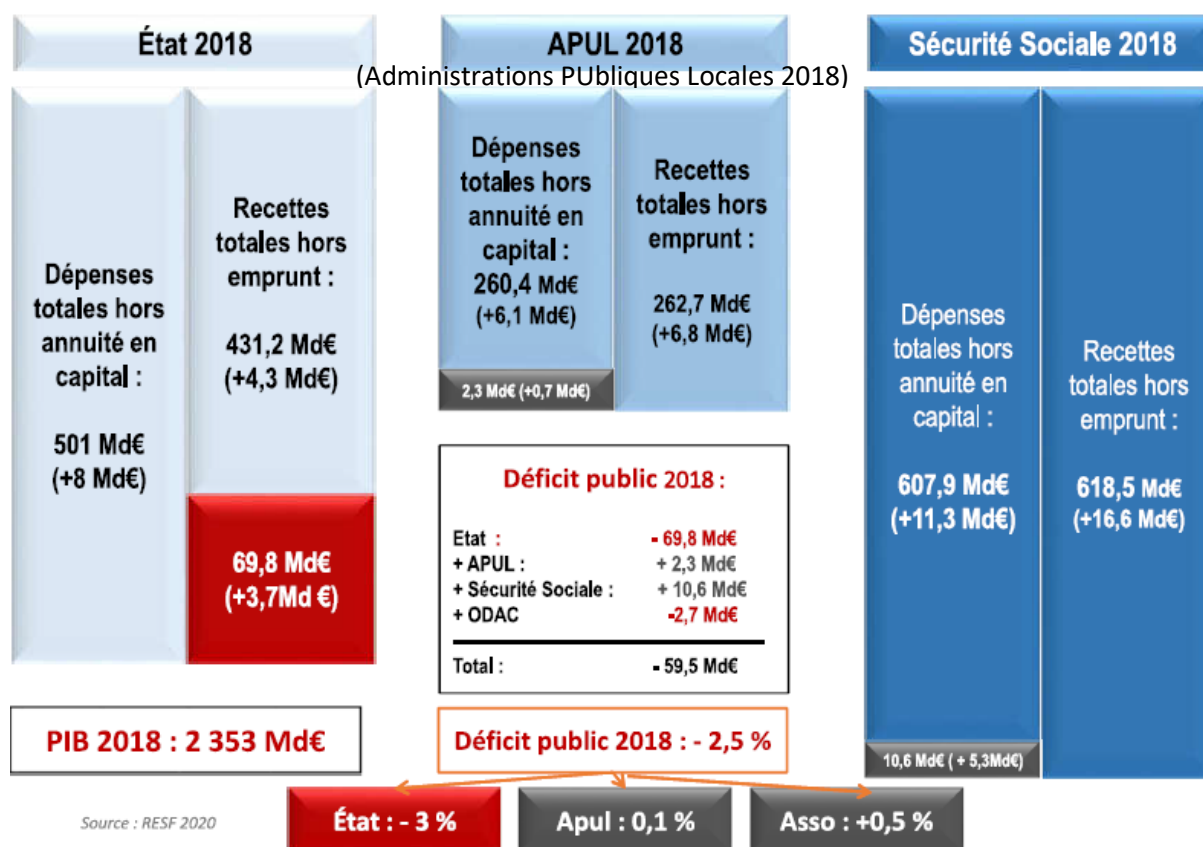 État 2018
Dépenses
totales hors
annuité en
capital :
501 Md€
(+8 Md€)
Recettes
totales hors
emprunt :
431,2 Md€
(+4,3 Md€)
69,8 Md€
(+3,7Md €)
APUL 2018
(Administrations PUbliques Locales 2018)
Dépenses
totales hors
annuité en
capital :
260,4 Md€
(+6,1 Md€)
2,3 Md€ (+0,7 Md€)
Recettes
totales hors
emprunt :
262,7 Md€
(+6,8 Md€)
Sécurité Sociale 2018
Dépenses
totales hors
annuité en
capital :
607,9 Md€
(+11,3 Md€)
10,6 Md€ ( + 5,3Md€)
Recettes
totales hors
emprunt :
618,5 Md€
(+16,6 Md€)
Déficit public 2018 :
Etat : - 69,8 Md€
+ APUL : + 2,3 Md€
+ Sécurité Sociale : + 10,6 Md€
+ ODAC -2,7 Md€
Total : - 59,5 Md€
PIB 2018 : 2 353 Md€
Déficit public 2018 : - 2,5 %
Source : RESF 2020
État : - 3 %
Apul : 0,1 %
Asso : +0,5 %